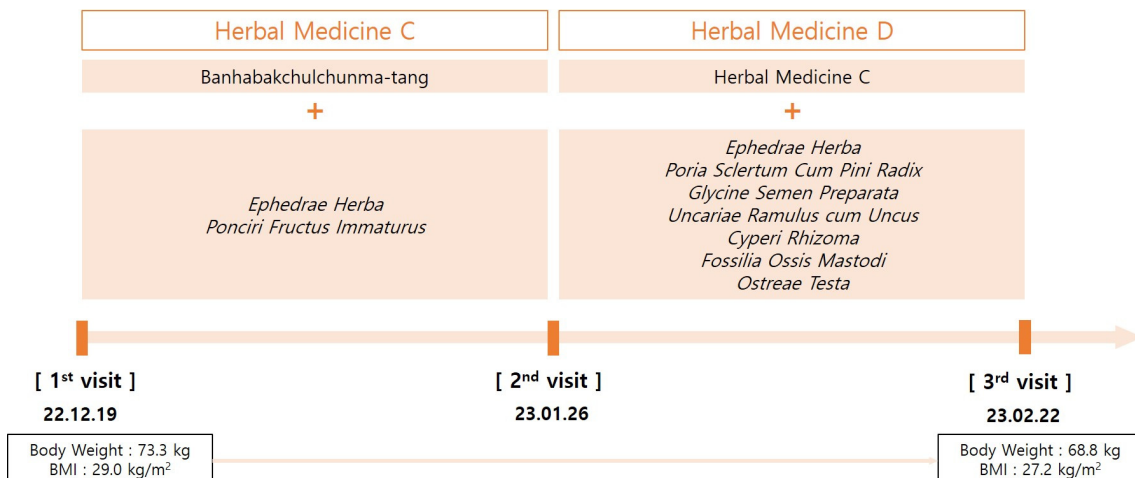 Herbal Medicine C
Banhabakchulchunma-tang
+
Ephedrae Herba
Ponciri Fructus Immaturus
Herbal Medicine D
Herbal Medicine C
+
Ephedrae Herba
Poria Sclertum Cum Pini Radix
Glycine Semen Preparata
Uncariae Ramulus cum Uncus
Cyperi Rhizoma
Fossilia Ossis Mastodi
Ostreae Testa
[ 1st visit ]
22.12.19
Body Weight : 73.3 kg
BMI : 29.0 kg/m²
[ 2nd visit ]
23.01.26
[ 3rd visit ]
23.02.22
Body Weight : 68.8 kg
BMI : 27.2 kg/m²